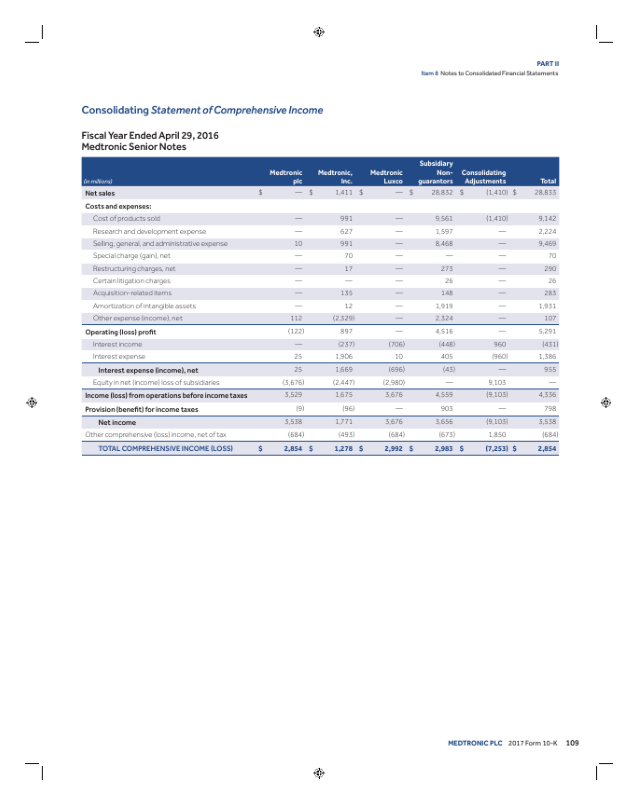 PART II
Item 8 Notes to Consolidated Financial Statements
Consolidating Statement of Comprehensive Income
Fiscal Year Ended April 29, 2016
Medtronic Senior Notes
(in millions) Medtronic plc Medtronic, Inc. Medtronic Luxco Subsidiary Non-guarantors Consolidating Adjustments Total
Net sales $ — $ 1,411 $ — $ 28,832 $ (1,410) $ 28,833
Costs and expenses:
Cost of products sold — 991 — 9,561 (1,410) 9,142
Research and development expense — 627 — 1,597 — 2,224
Selling, general, and administrative expense 10 991 — 8,468 — 9,469
Special charge (gain), net — 70 — — — 70
Restructuring charges, net — 17 — 273 — 290
Certain litigation charges — — — 26 — 26
Acquisition-related items — 135 — 148 — 283
Amortization of intangible assets — 12 — 1,919 — 1,931
Other expense (income), net 112 (2,329) — 2,324 — 107
Operating (loss) profit (122) 897 — 4,516 — 5,291
Interest income — (237) (706) (448) 960 (431)
Interest expense 25 1,906 10 405 (960) 1,386
Interest expense (income), net 25 1,669 (696) (43) — 955
Equity in net (income) loss of subsidiaries (3,676) (2,447) (2,980) — 9,103 —
Income (loss) from operations before income taxes 3,529 1,675 3,676 4,559 (9,103) 4,336
Provision (benefit) for income taxes (9) (96) — 903 — 798
Net income 3,538 1,771 3,676 3,656 (9,103) 3,538
Other comprehensive (loss) income, net of tax (684) (493) (684) (673) 1,850 (684)
TOTAL COMPREHENSIVE INCOME (LOSS) $ 2,854 $ 1,278 $ 2,992 $ 2,983 $ (7,253) $ 2,854
MEDTRONIC PLC 2017 Form 10-K 109